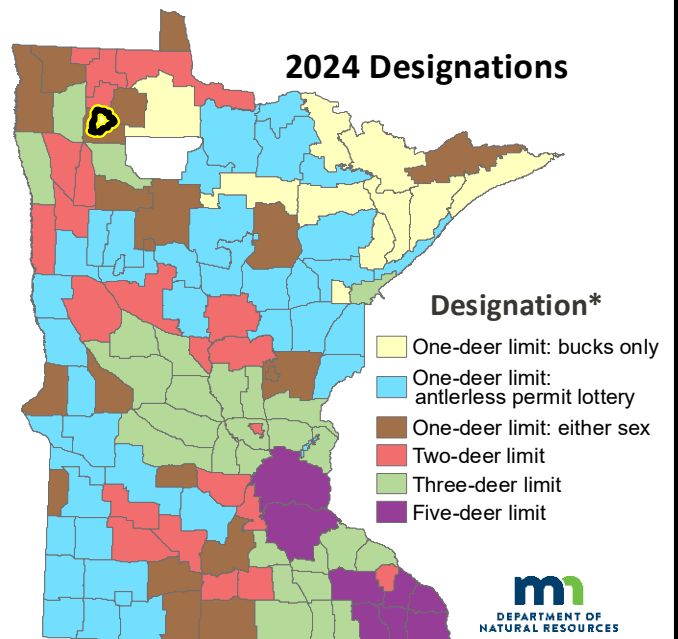 2024 Designations
Designation*
One-deer limit: bucks only
One-deer limit:
antlerless permit lottery
One-deer limit: either sex
Two-deer limit
Three-deer limit
Five-deer limit
mn
DEPARTMENT OF
NATURAL RESOURCES